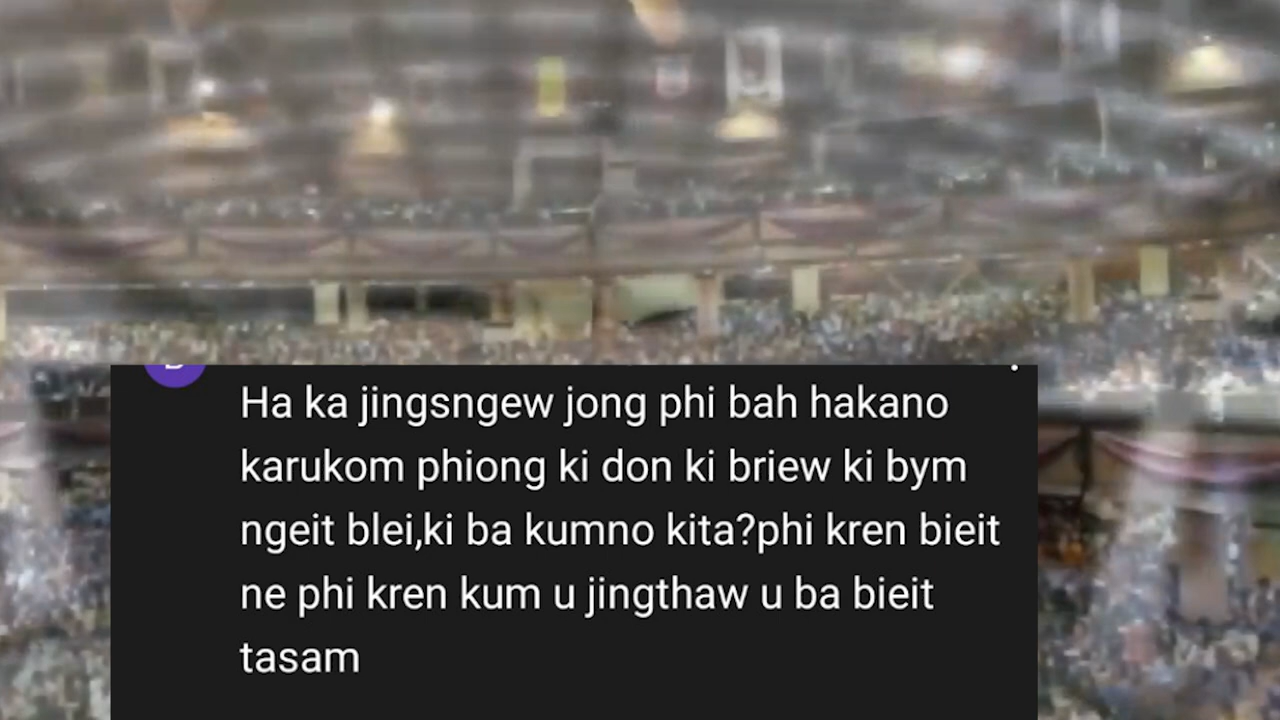 Ha ka jingsngew jong phi bah hakano
karukom phiong ki don ki briew ki bym
ngeit blei,ki ba kumno kita?phi kren bieit
ne phi kren kum u jingthaw u ba bieit
tasam